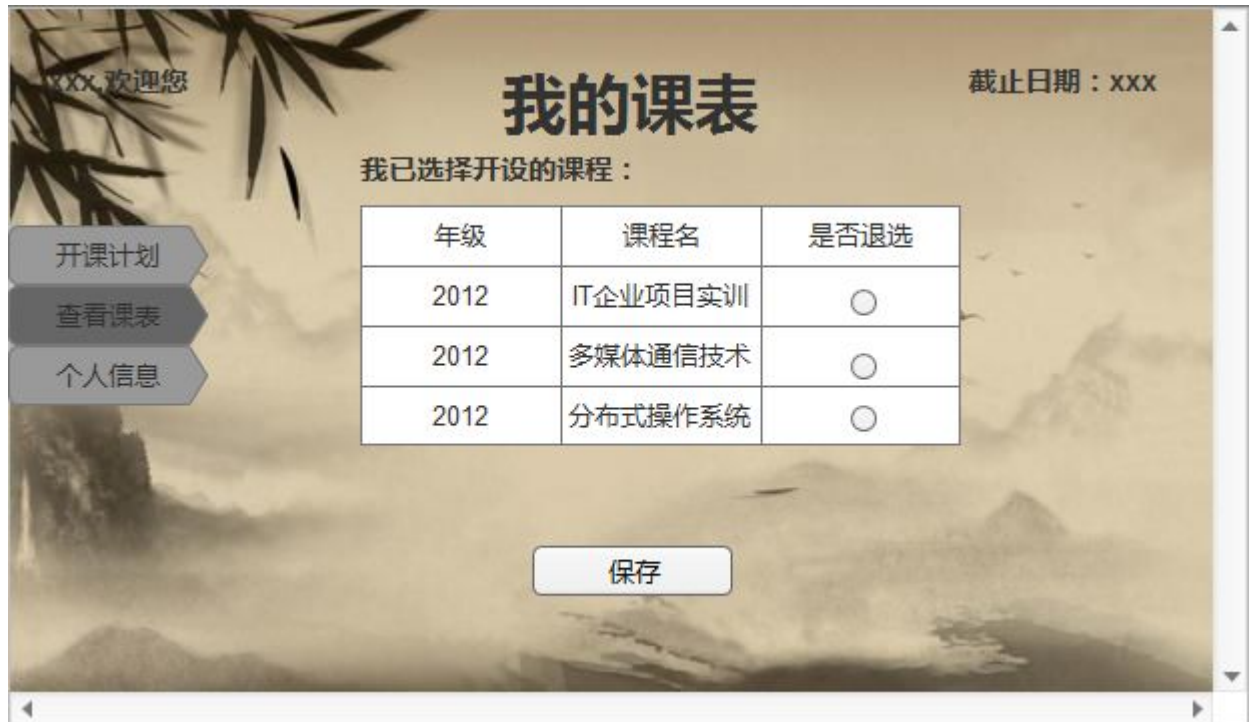 xxx,欢迎您
我的课表
截止日期：xxx
我已选择开设的课程：
年级 课程名 是否退选
2012 IT企业项目实训
2012 多媒体通信技术
2012 分布式操作系统
开课计划
查看课表
个人信息
保存